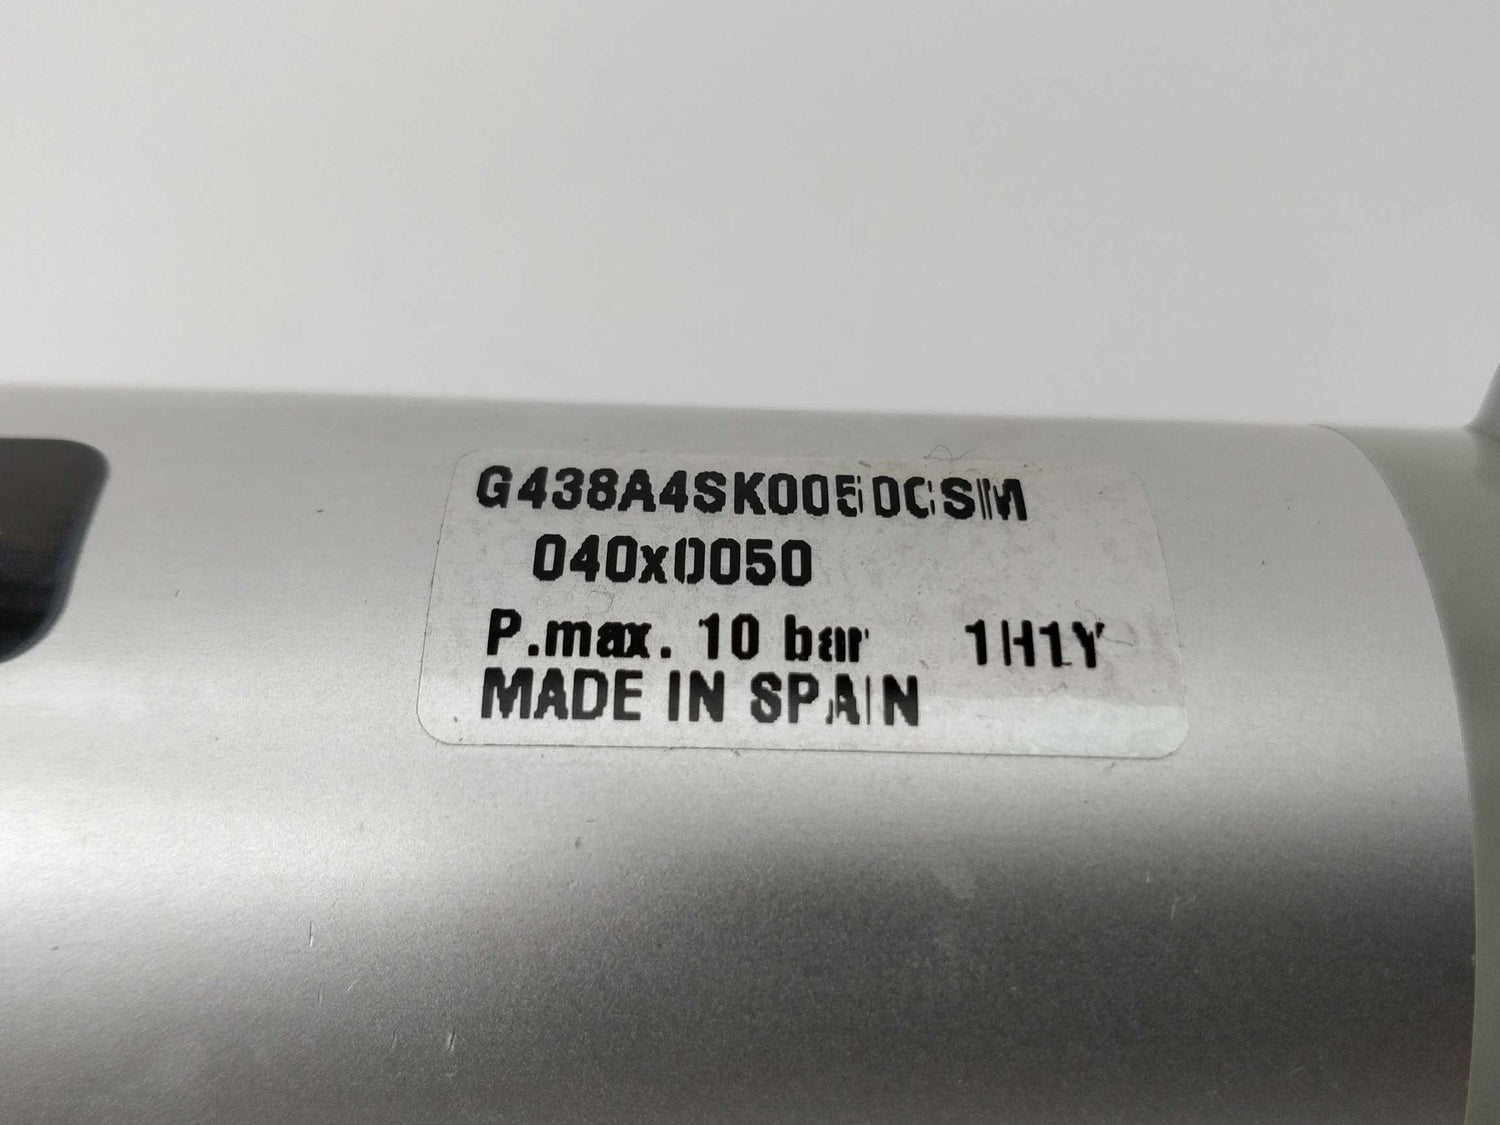 G438A4SK0050CSM
040x0050
P.max. 10 bar 1H1Y
MADE IN SPAIN